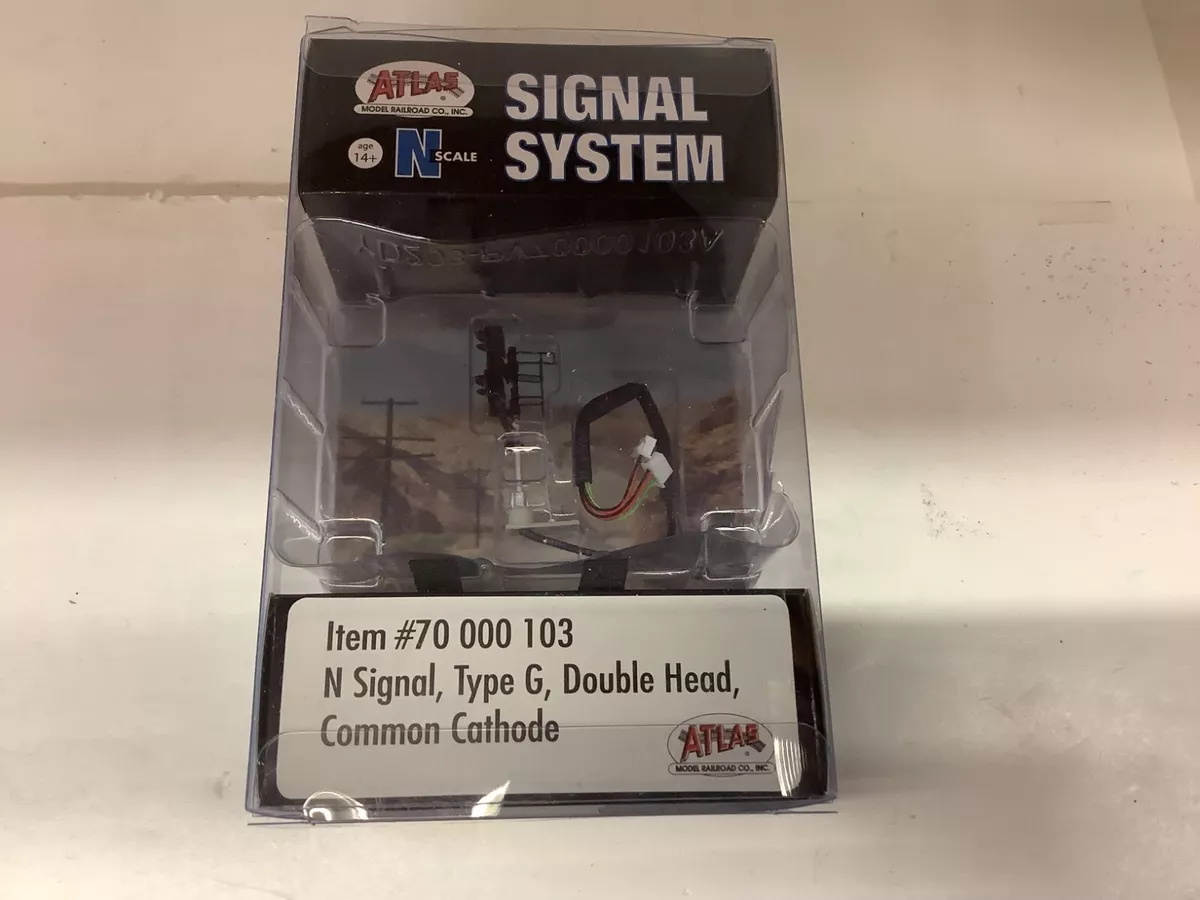 ATLAS
MODEL RAILROAD CO., INC.
SIGNAL
SYSTEM
age
14+
N SCALE
Item #70 000 103
N Signal, Type G, Double Head,
Common Cathode
ATLAS
MODEL RAILROAD CO., INC.